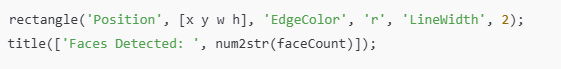 rectangle('Position', [x y w h], 'EdgeColor', 'r', 'LineWidth', 2);
title(['Faces Detected: ', num2str(faceCount)]);